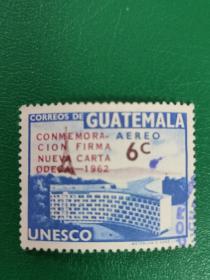 CORREOS DE GUATEMALA
CONMEMORA- AEREO
CION FIRMA 6c
NUEVA CARTA
ODECA-1962
UNESCO